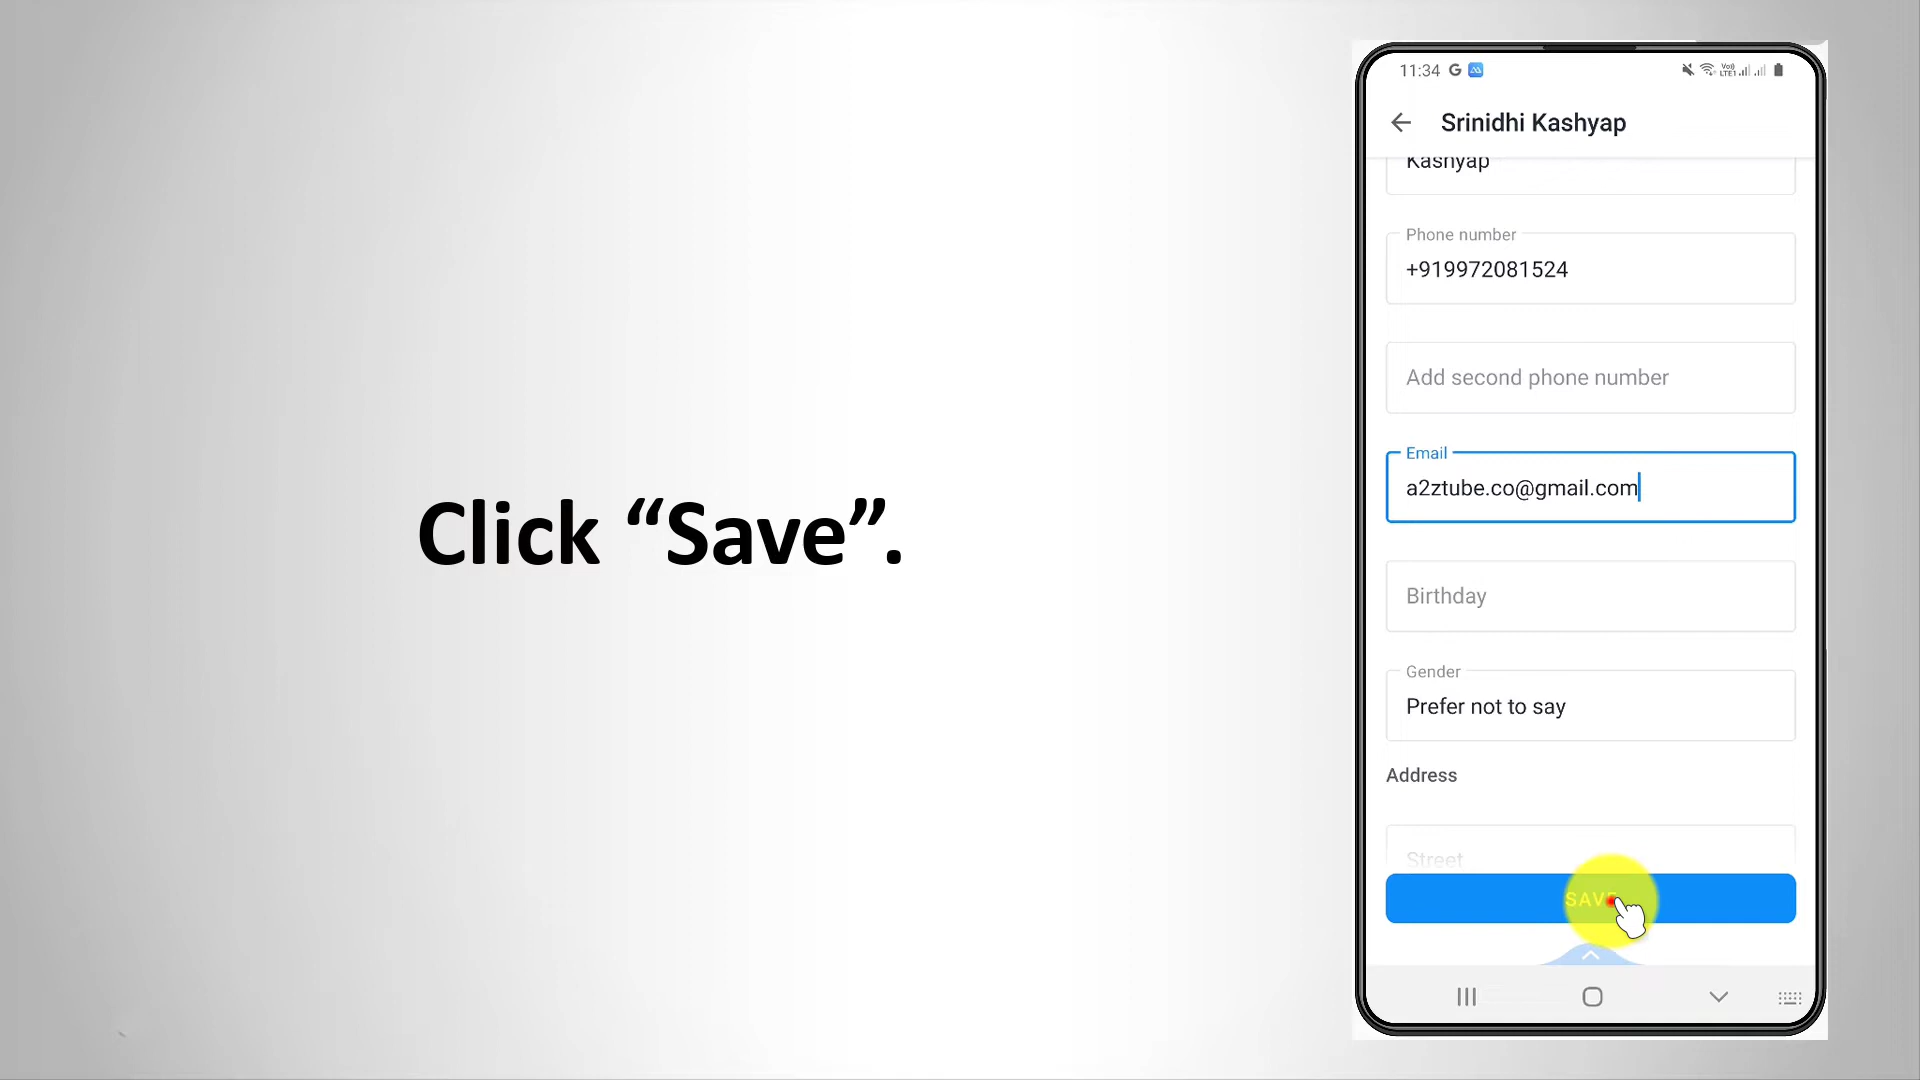 Click “Save”.
11:34
Srinidhi Kashyap
Kashyap
Phone number
+919972081524
Add second phone number
Email
a2ztube.co@gmail.com
Birthday
Gender
Prefer not to say
Address
Street
SAVE